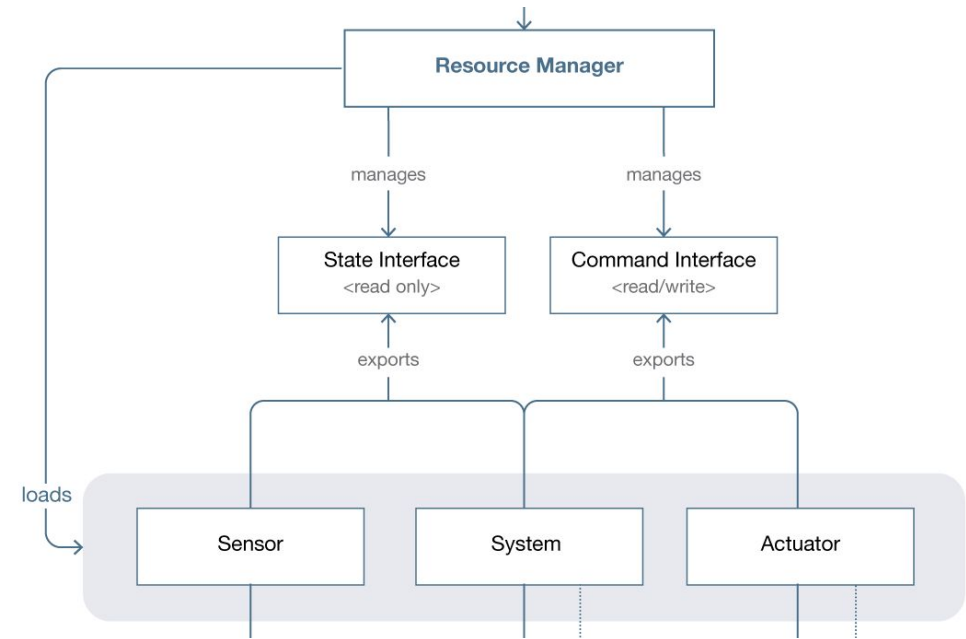 Resource Manager
manages
manages
State Interface
<read only>
Command Interface
<read/write>
exports
exports
loads
Sensor
System
Actuator